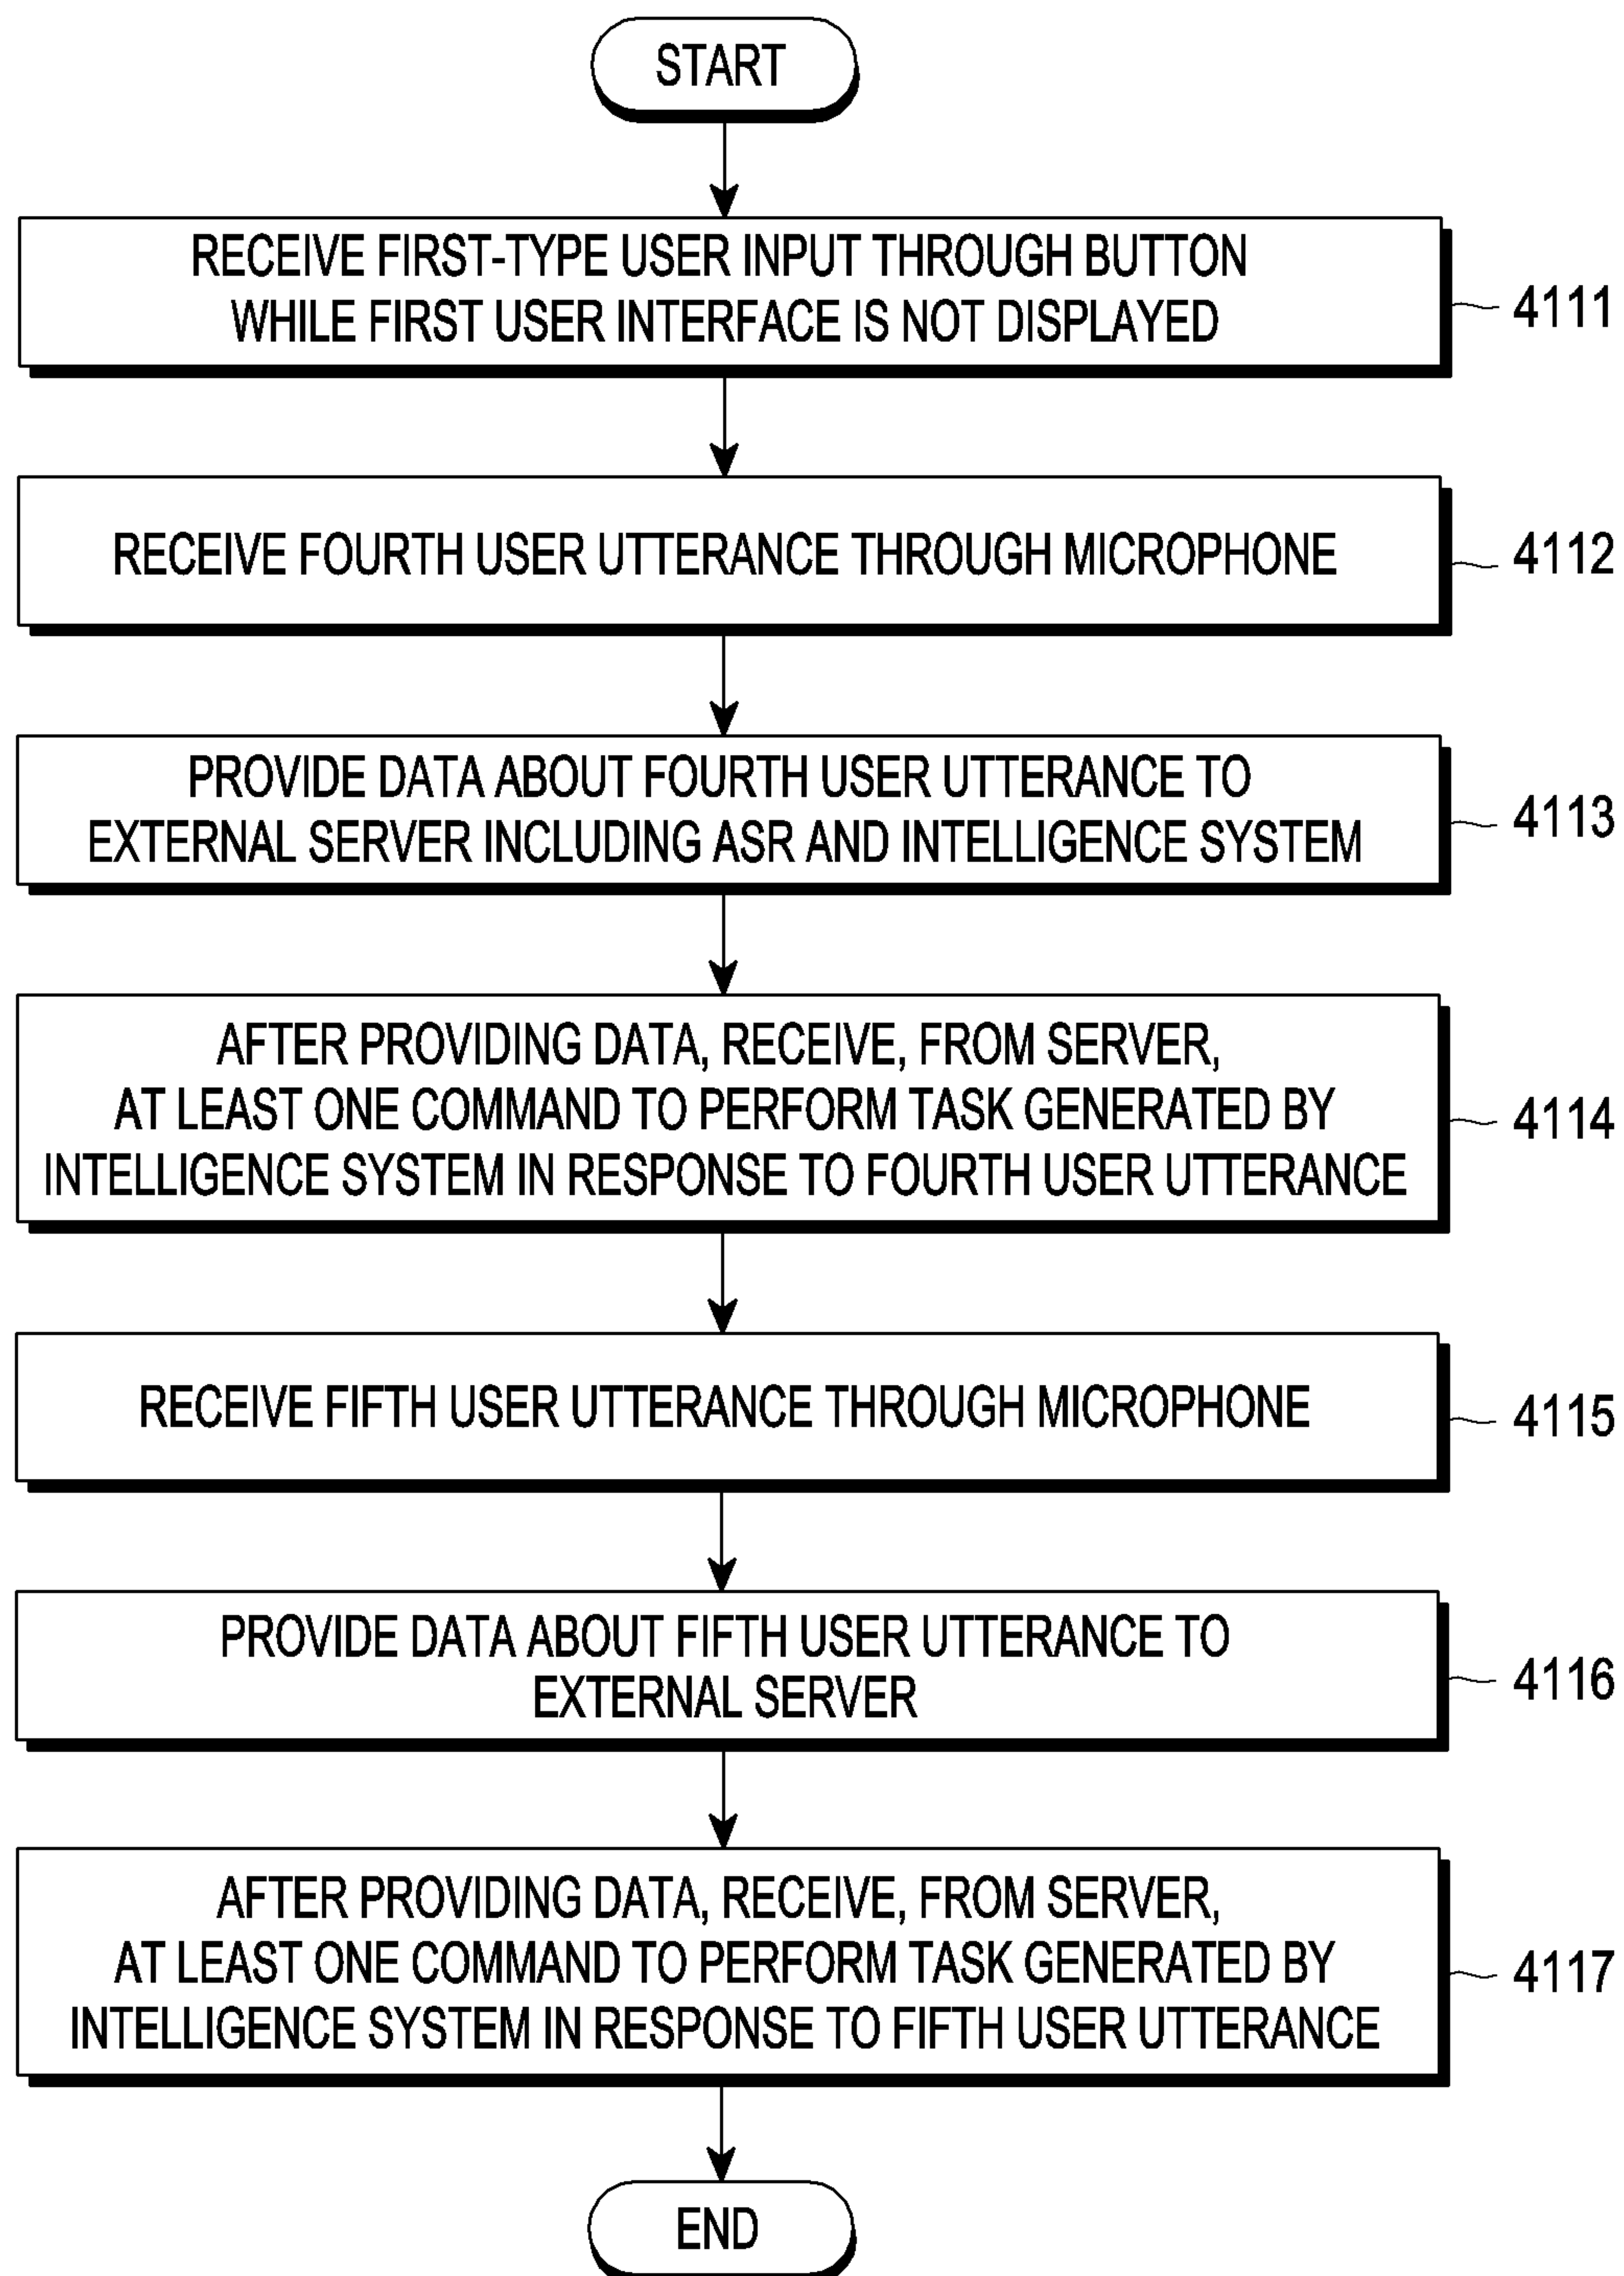 START
RECEIVE FIRST-TYPE USER INPUT THROUGH BUTTON
WHILE FIRST USER INTERFACE IS NOT DISPLAYED
4111
RECEIVE FOURTH USER UTTERANCE THROUGH MICROPHONE
4112
PROVIDE DATA ABOUT FOURTH USER UTTERANCE TO
EXTERNAL SERVER INCLUDING ASR AND INTELLIGENCE SYSTEM
4113
AFTER PROVIDING DATA, RECEIVE, FROM SERVER,
AT LEAST ONE COMMAND TO PERFORM TASK GENERATED BY
INTELLIGENCE SYSTEM IN RESPONSE TO FOURTH USER UTTERANCE
4114
RECEIVE FIFTH USER UTTERANCE THROUGH MICROPHONE
4115
PROVIDE DATA ABOUT FIFTH USER UTTERANCE TO
EXTERNAL SERVER
4116
AFTER PROVIDING DATA, RECEIVE, FROM SERVER,
AT LEAST ONE COMMAND TO PERFORM TASK GENERATED BY
INTELLIGENCE SYSTEM IN RESPONSE TO FIFTH USER UTTERANCE
4117
END